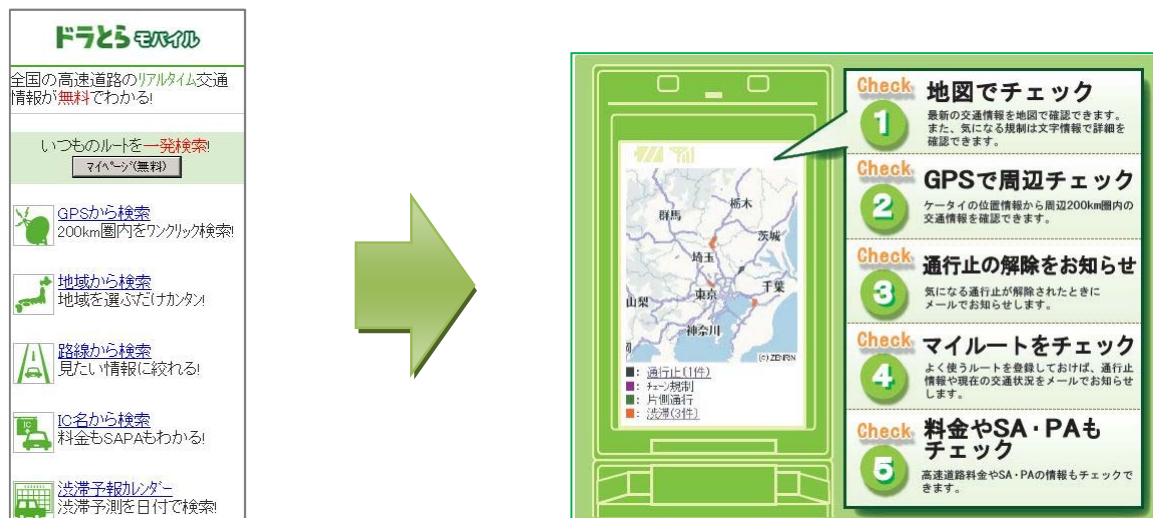 ドラとら モバイル
全国の高速道路のリアルタイム交通
情報が無料でわかる!
いつものルートを一発検索!
マイページ(無料)
GPSから検索
200km圏内をワンクリック検索!
地域から検索
地域を選ぶだけカンタン!
路線から検索
見たい情報に絞れる!
IC
IC名から検索
料金もSAPAもわかる!
渋滞予報カレンダー
渋滞予測を日付で検索!
群馬
栃木
茨城
埼玉
千葉
東京
山梨
神奈川
(c)ZENRIN
■: 通行止(1件)
■: チェーン規制
■: 片側通行
■: 渋滞(3件)
Check 1
地図でチェック
最新の交通情報を地図で確認できます。
また、気になる規制は文字情報で詳細を
確認できます。
Check 2
GPSで周辺チェック
ケータイの位置情報から周辺200km圏内の
交通情報を確認できます。
Check 3
通行止の解除をお知らせ
気になる通行止が解除されたときに
メールでお知らせします。
Check 4
マイルートをチェック
よく使うルートを登録しておけば、通行止
情報や現在の交通状況をメールでお知らせ
します。
Check 5
料金やSA・PAも
チェック
高速道路料金やSA・PAの情報もチェックで
きます。